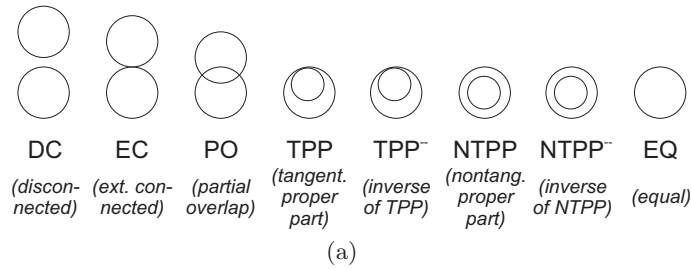 DC EC PO TPP TPP⁻ NTPP NTPP⁻ EQ
(discon-
nected)
(ext. con-
nected)
(partial
overlap)
(tangent.
proper
part)
(inverse
of TPP)
(nontang.
proper
part)
(inverse
of NTPP)
(equal)
(a)